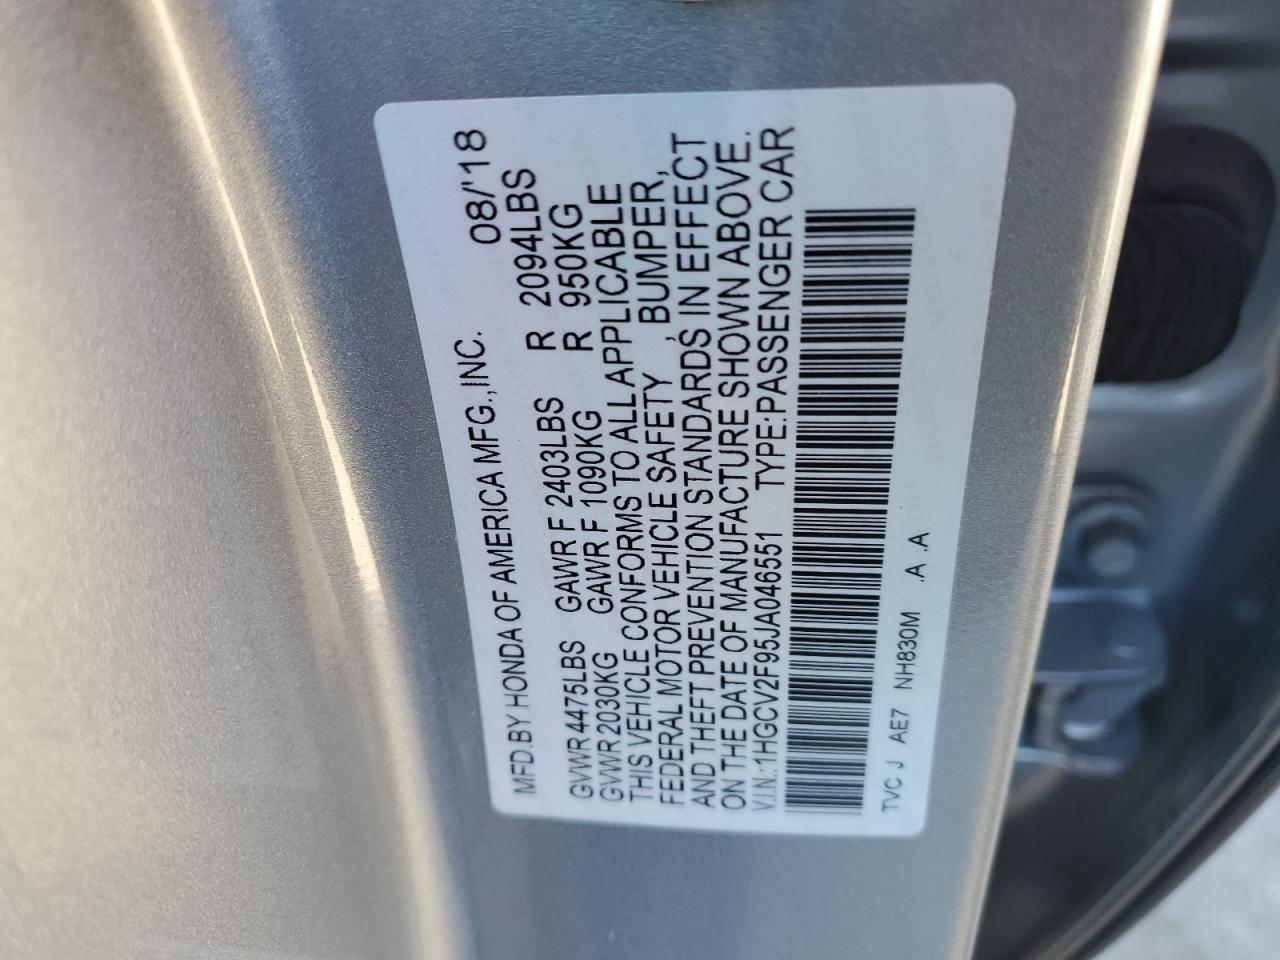 MFD.BY HONDA OF AMERICA MFG.,INC. 08/'18
GVWR 4475LBS GAWR F 2403LBS R 2094LBS
GVWR 2030KG GAWR F 1090KG R 950KG
THIS VEHICLE CONFORMS TO ALL APPLICABLE
FEDERAL MOTOR VEHICLE SAFETY , BUMPER,
AND THEFT PREVENTION STANDARDS IN EFFECT
ON THE DATE OF MANUFACTURE SHOWN ABOVE.
V.I.N.:1HGCV2F95JA046551 TYPE:PASSENGER CAR
TVC J AE7 NH830M .A .A